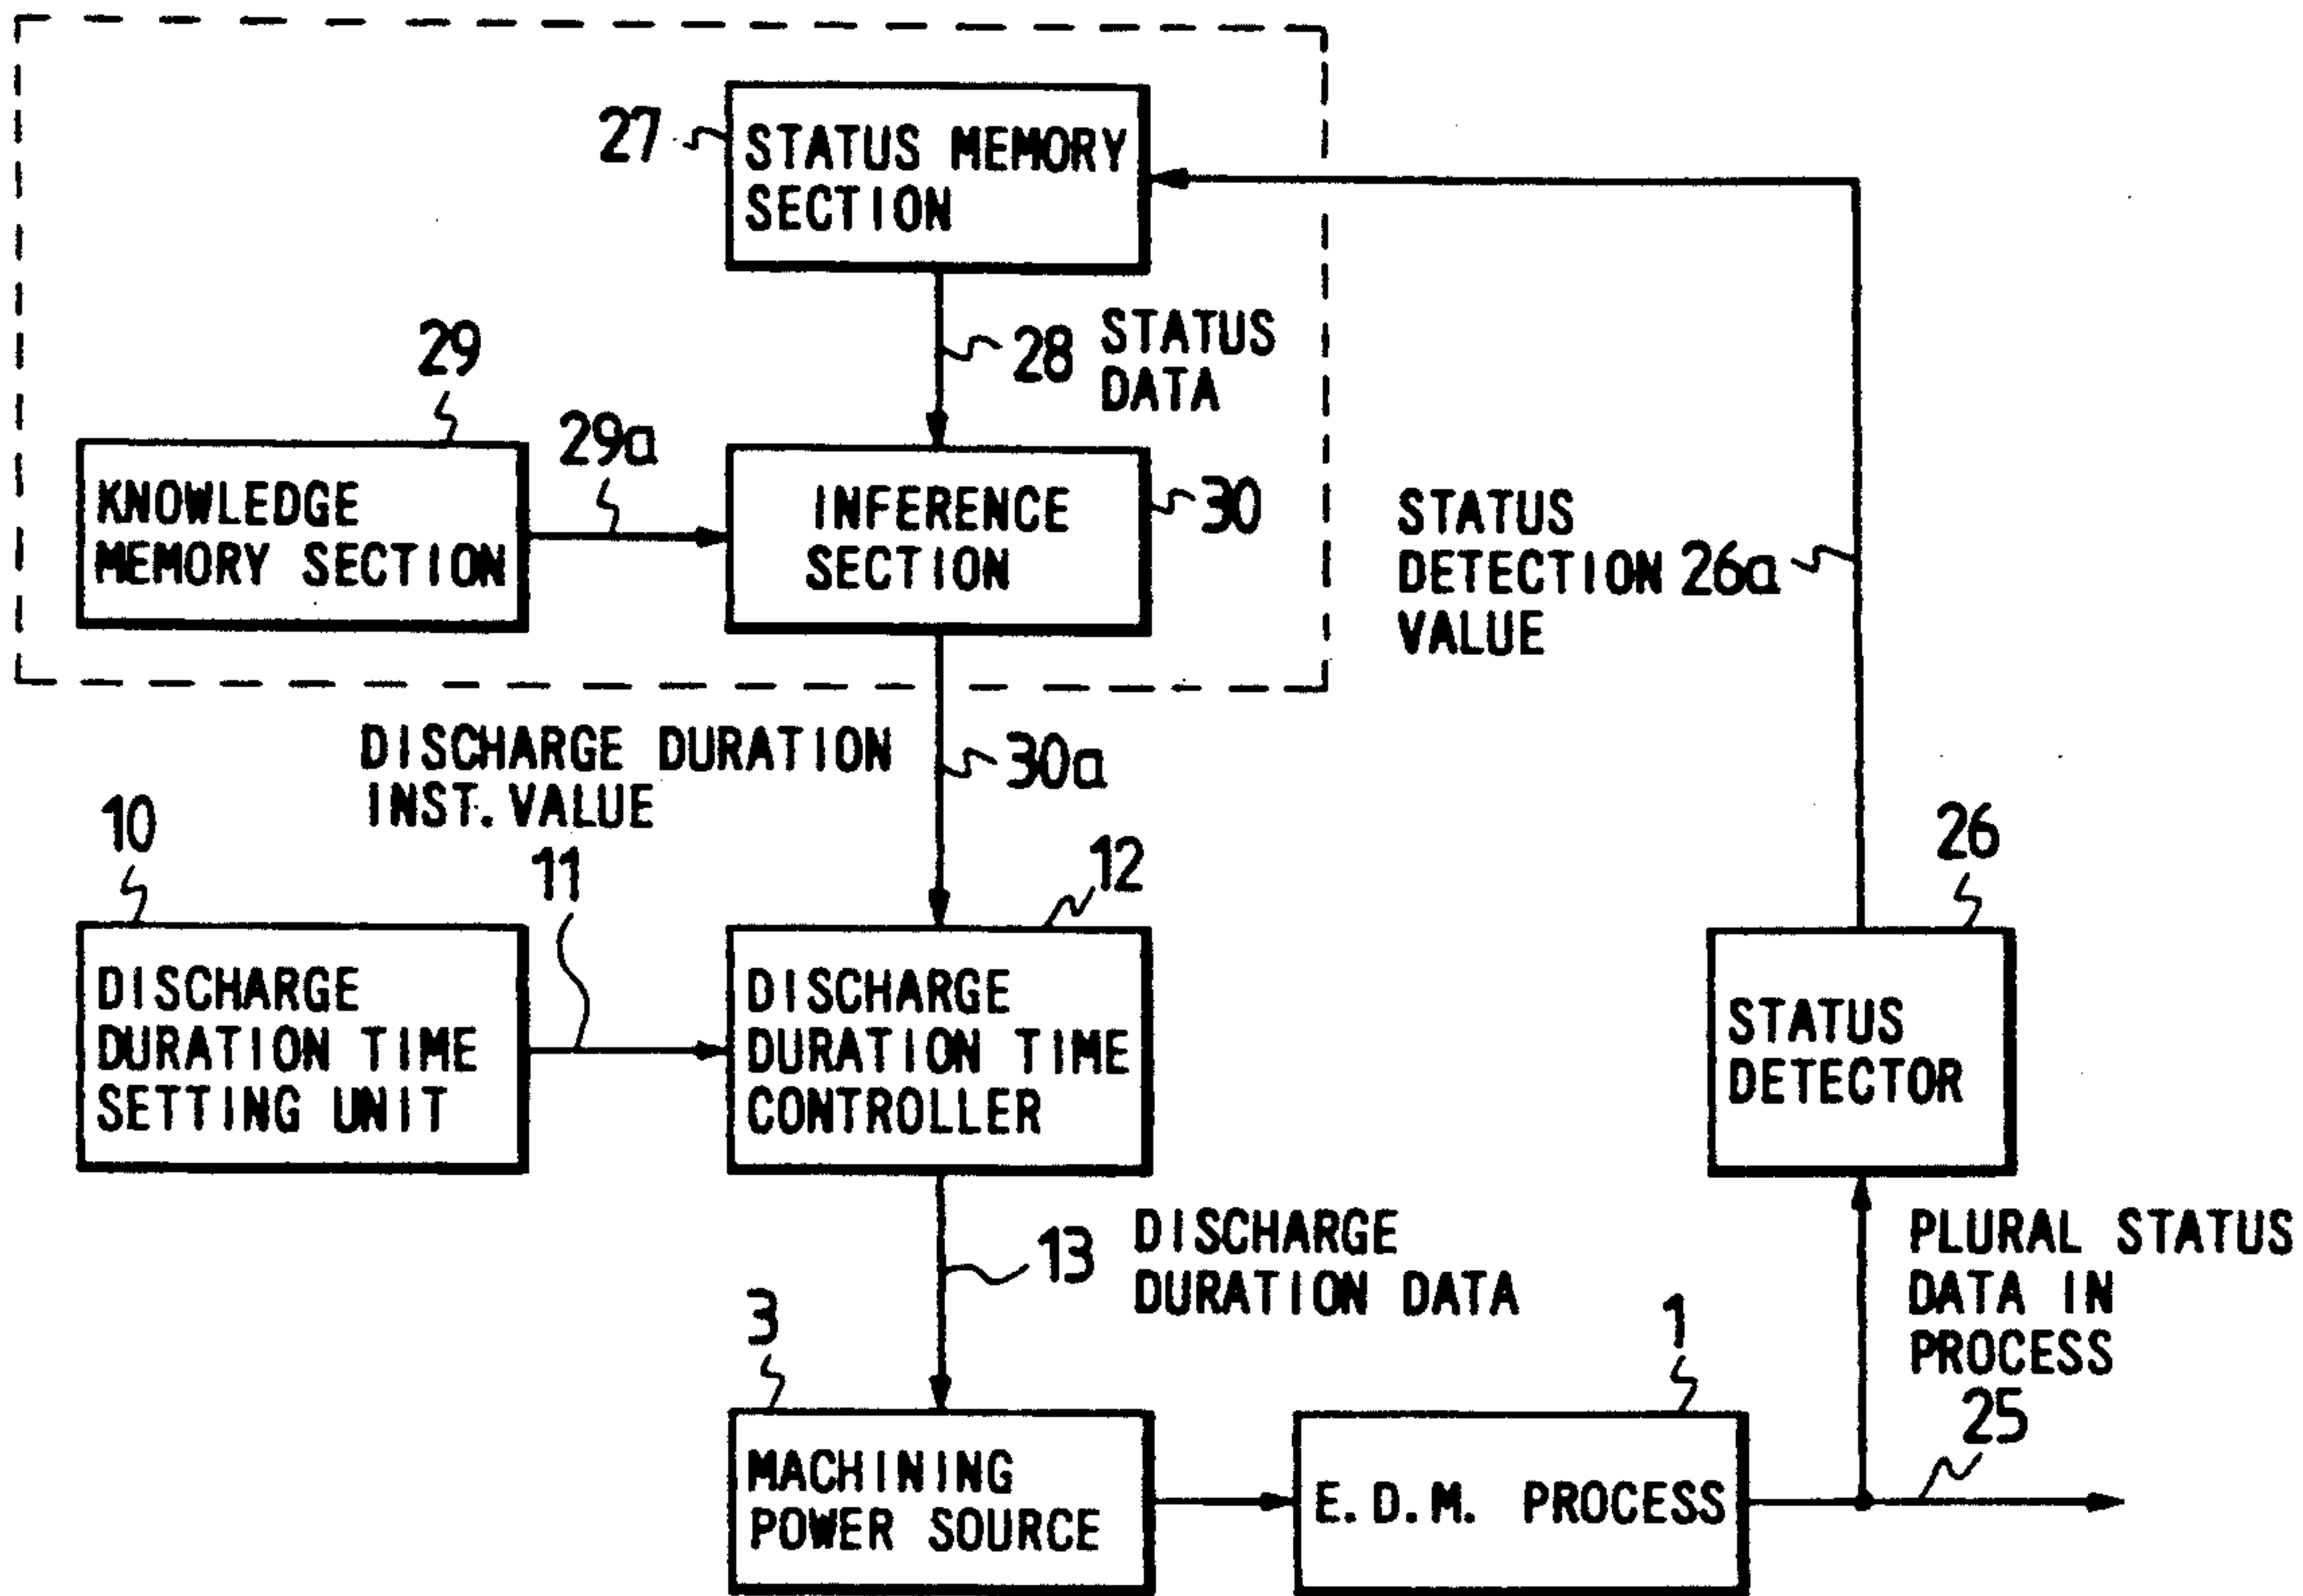 27
STATUS MEMORY
SECTION
28
STATUS
DATA
29
29a
KNOWLEDGE
MEMORY SECTION
INFERENCE
SECTION
30
STATUS
DETECTION 26a
VALUE
DISCHARGE DURATION
INST. VALUE
30a
10
11
12
26
DISCHARGE
DURATION TIME
SETTING UNIT
DISCHARGE
DURATION TIME
CONTROLLER
STATUS
DETECTOR
13
DISCHARGE
DURATION DATA
PLURAL STATUS
DATA IN
PROCESS
25
3
1
MACHINING
POWER SOURCE
E. D. M. PROCESS